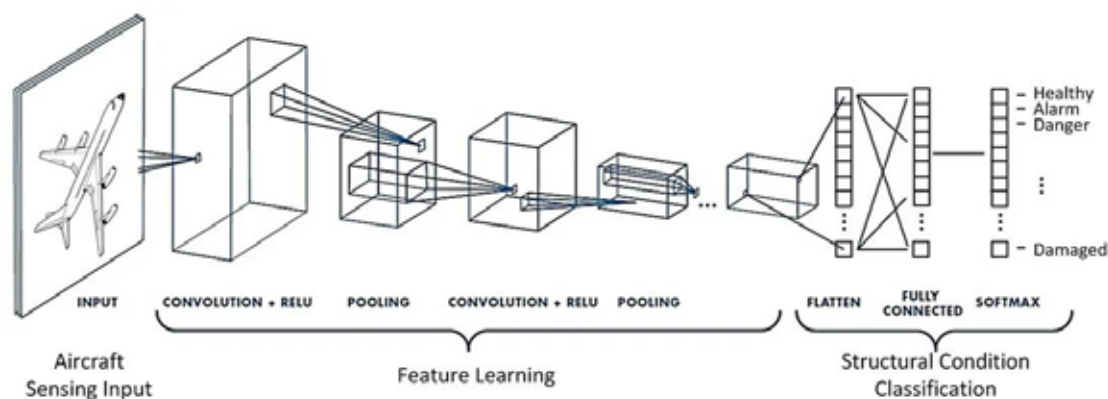 Healthy
Alarm
Danger
...
⋮
⋮ ⋮ ⋮
Damaged
INPUT CONVOLUTION + RELU POOLING CONVOLUTION + RELU POOLING FLATTEN FULLY CONNECTED SOFTMAX
Aircraft
Sensing Input
Feature Learning
Structural Condition
Classification